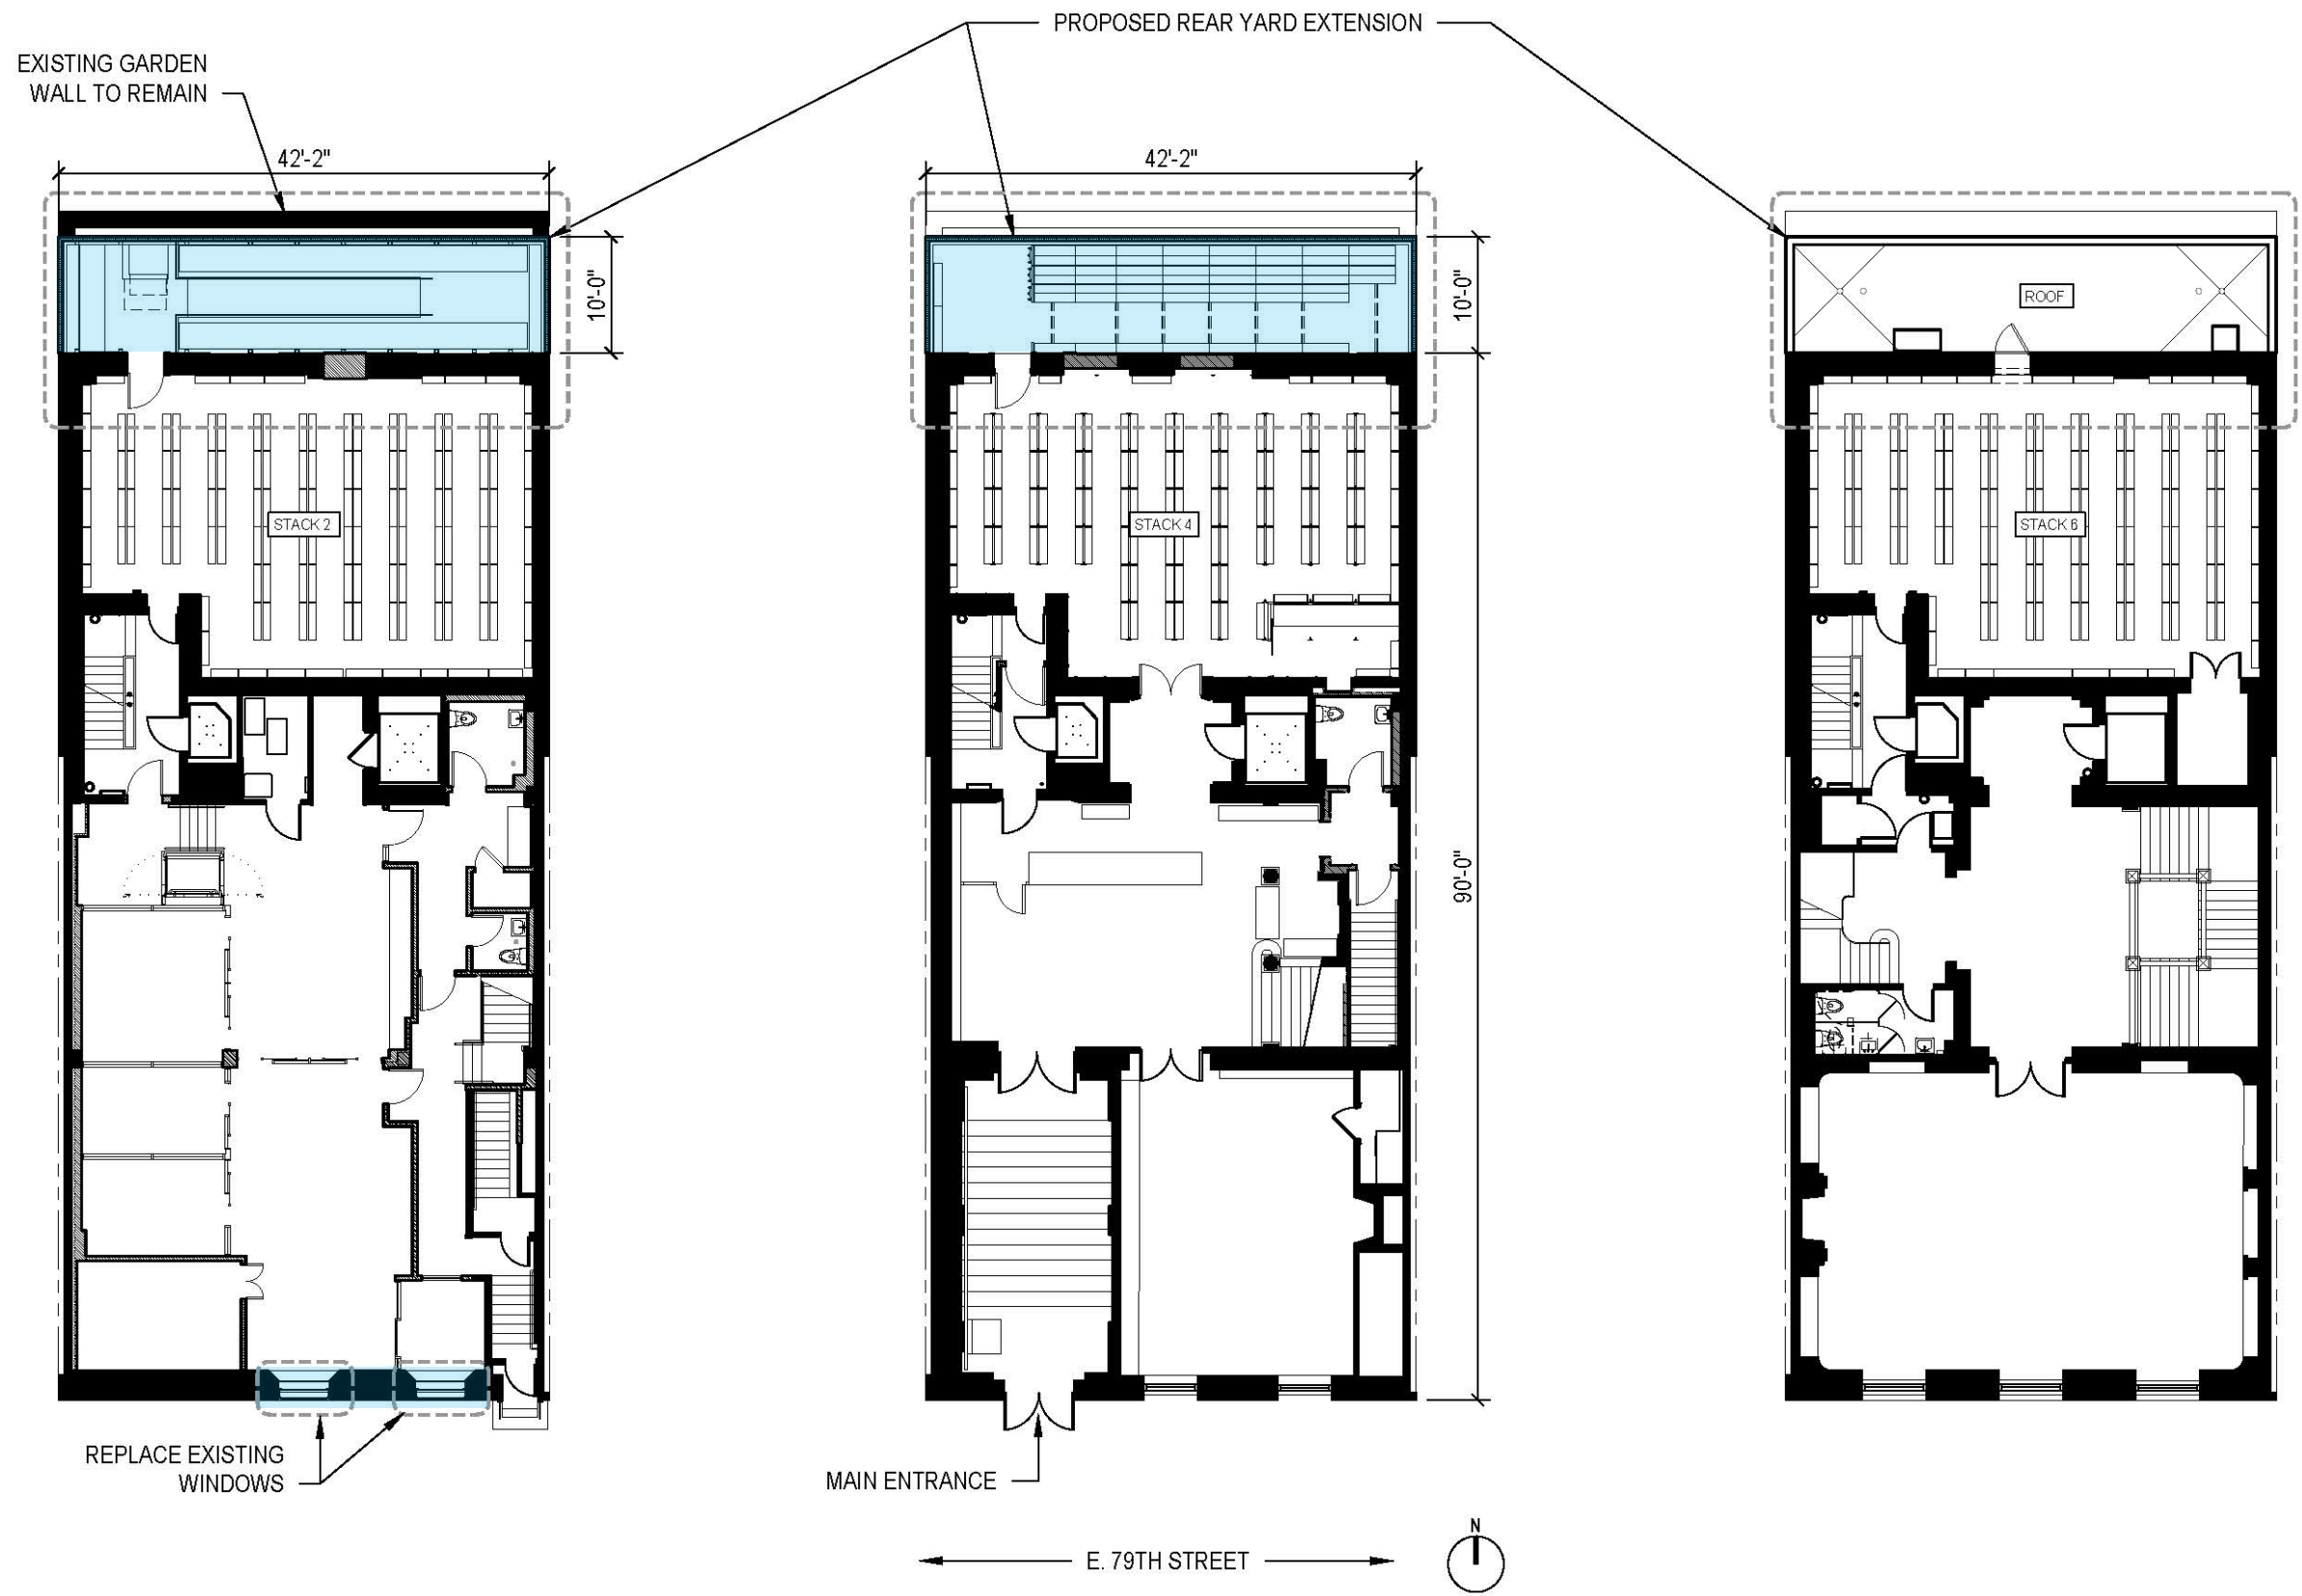 PROPOSED REAR YARD EXTENSION
EXISTING GARDEN
WALL TO REMAIN
42'-2"
42'-2"
10'-0"
10'-0"
ROOF
STACK 2
STACK 4
STACK 6
90'-0"
REPLACE EXISTING
WINDOWS
MAIN ENTRANCE
N
E. 79TH STREET